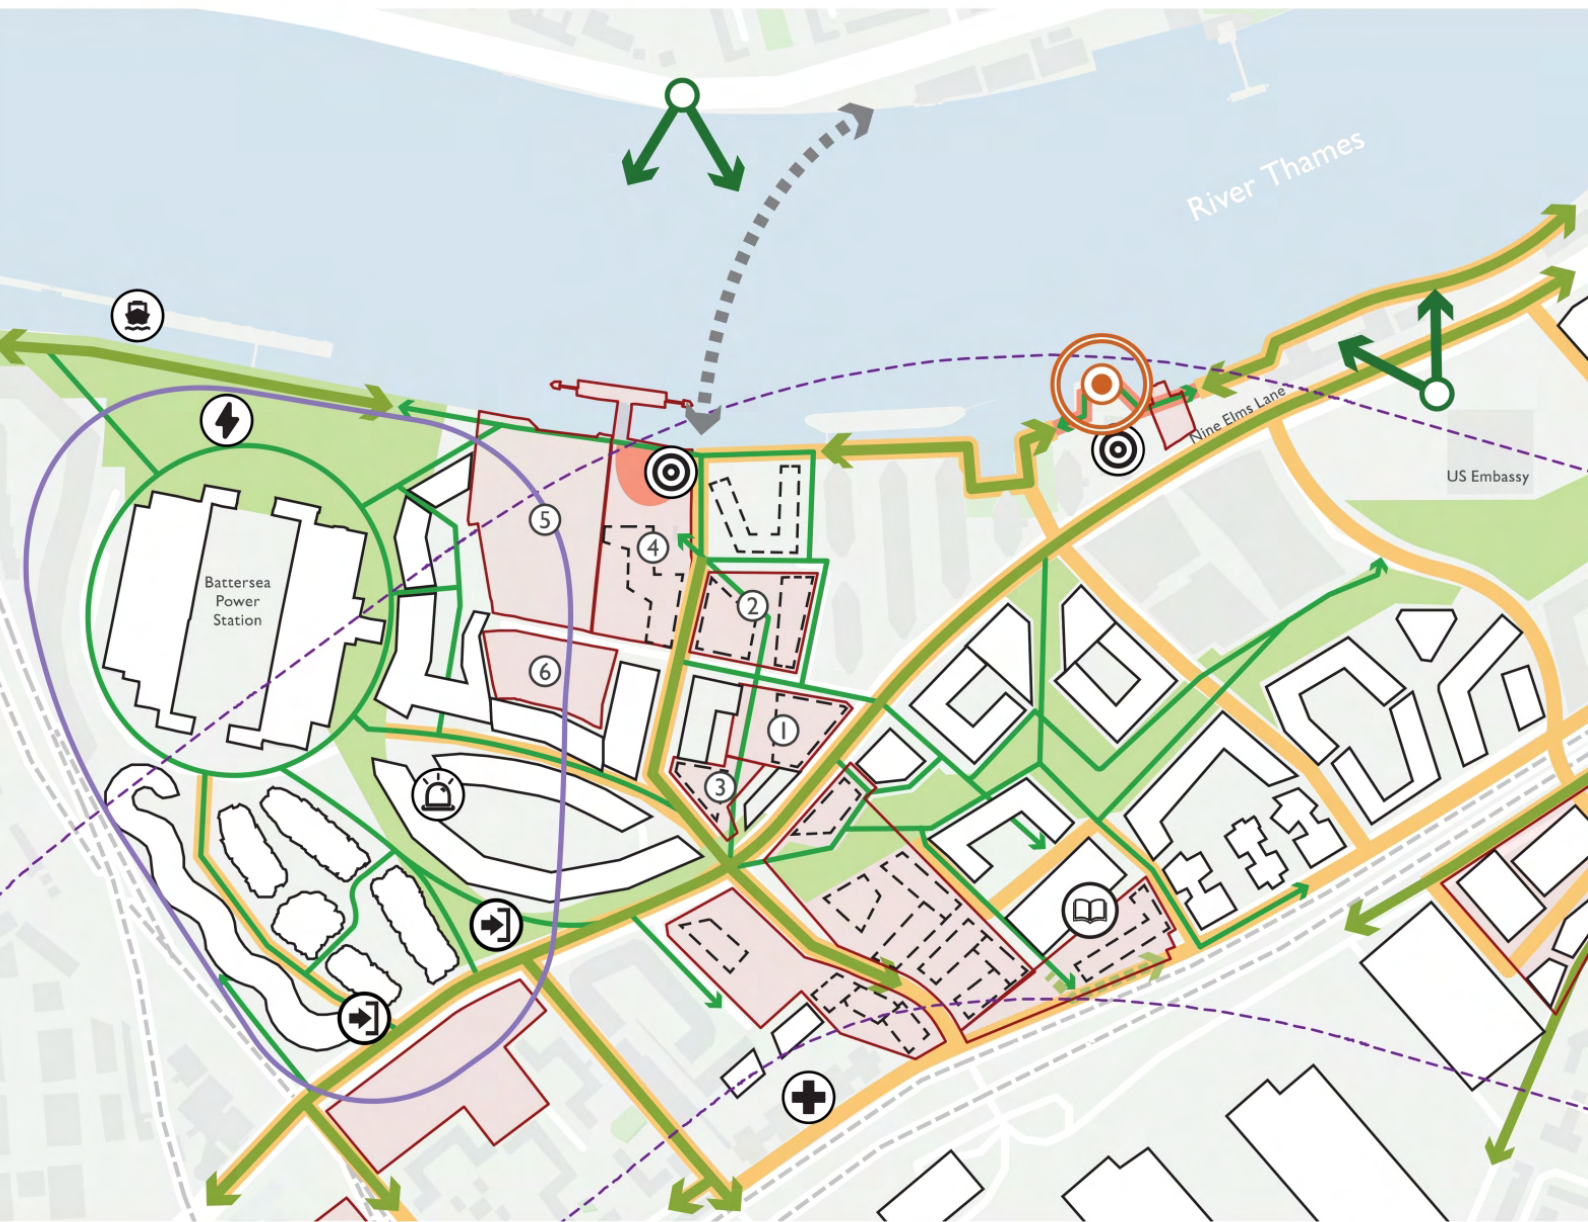 River Thames
Nine Elms Lane
US Embassy
5
4
2
Battersea
Power
Station
6
1
3